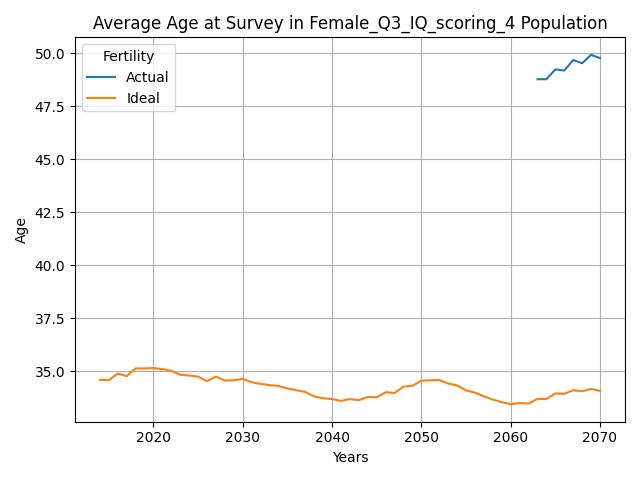 Average Age at Survey in Female_Q3_IQ_scoring_4 Population
Fertility
Actual
Ideal
50.0
47.5
45.0
42.5
40.0
37.5
35.0
Age
2020 2030 2040 2050 2060 2070
Years